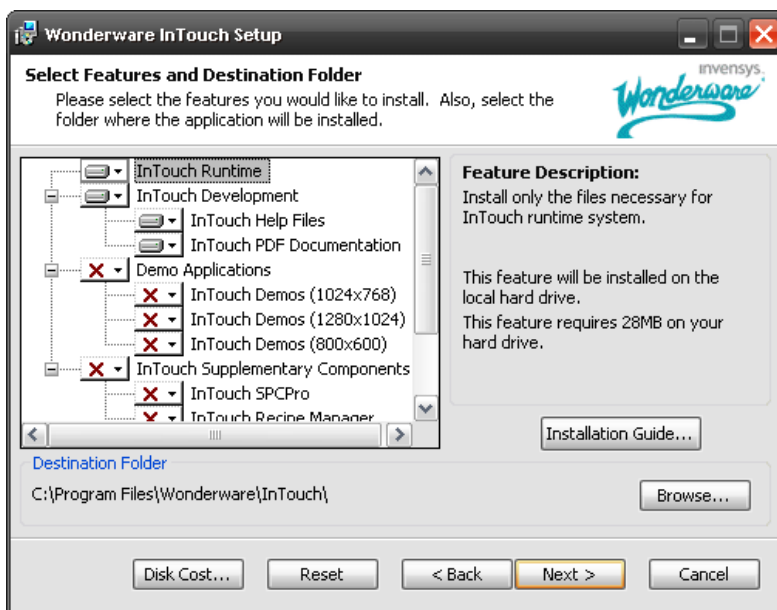 Wonderware InTouch Setup
Select Features and Destination Folder
Please select the features you would like to install. Also, select the
folder where the application will be installed.
invensys.
Wonderware
InTouch Runtime
InTouch Development
InTouch Help Files
InTouch PDF Documentation
Demo Applications
InTouch Demos (1024x768)
InTouch Demos (1280x1024)
InTouch Demos (800x600)
InTouch Supplementary Components
InTouch SPCPro
InTouch Recipe Manager
Feature Description:
Install only the files necessary for
InTouch runtime system.
This feature will be installed on the
local hard drive.
This feature requires 28MB on your
hard drive.
Installation Guide...
Destination Folder
C:\Program Files\Wonderware\InTouch\
Browse...
Disk Cost...
Reset
< Back
Next >
Cancel